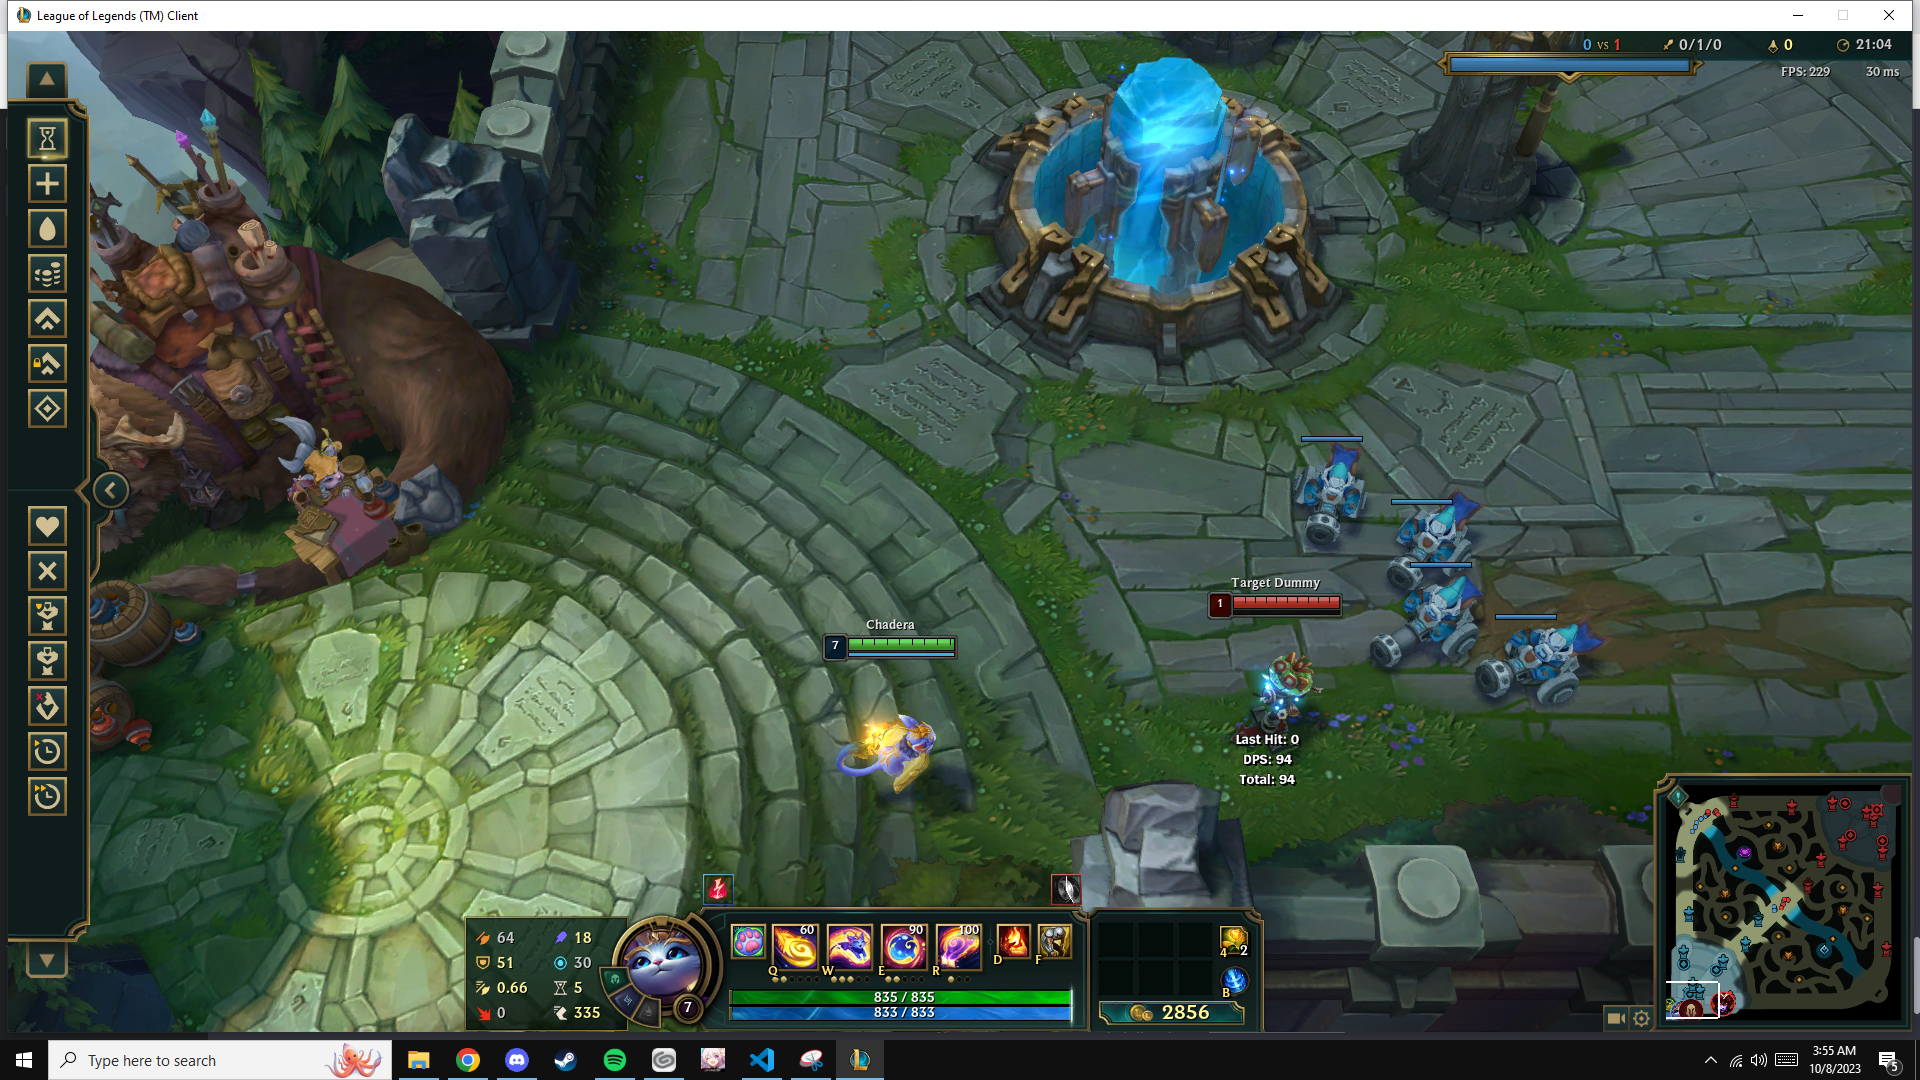 League of Legends (TM) Client
0 vs 1
0/1/0
0
21:04
FPS: 229
30 ms
Target Dummy
1
Chadera
7
Last Hit: 0
DPS: 94
Total: 94
64
18
51
30
0.66
5
0
335
7
60
90
100
Q
W
E
R
D
F
4
2
B
835 / 835
833 / 833
2856
Type here to search
3:55 AM
10/8/2023
5